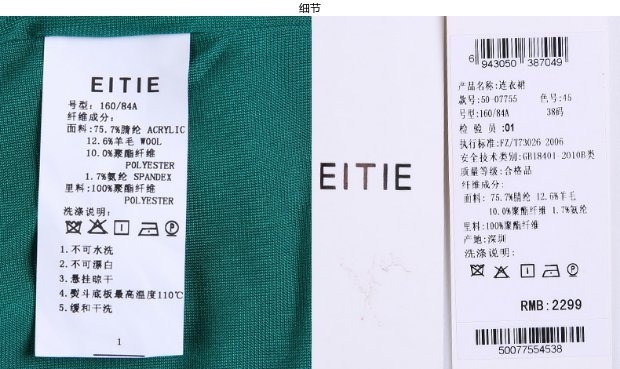 细节
EITIE
号型: 160/84A
纤维成分:
面料: 75.7%腈纶 ACRYLIC
12.6%羊毛 WOOL
10.0%聚酯纤维
POLYESTER
1.7%氨纶 SPANDEX
里料:100%聚酯纤维
POLYESTER
洗涤说明:
1.不可水洗
2.不可漂白
3.悬挂晾干
4.熨斗底板最高温度110℃
5.缓和干洗
1
EITIE
6 943050 387049
产品名称:连衣裙
款号:50-07755 色号:45
号型:160/84A 38码
检 验 员:01
执行标准:FZ/T73026 2006
安全技术类别:GB18401-2010B类
质量等级:合格品
纤维成分:
面料: 75.7%腈纶 12.6%羊毛
10.0%聚酯纤维 1.7%氨纶
里料:100%聚酯纤维
产地:深圳
洗涤说明:
RMB:2299
50077554538